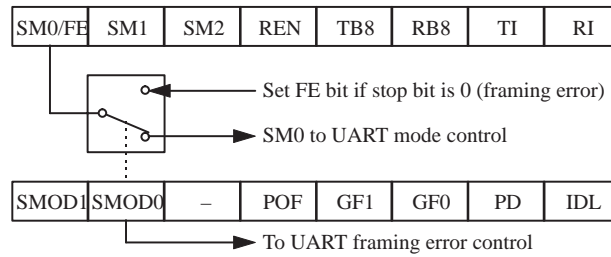 SM0/FE SM1 SM2 REN TB8 RB8 TI RI
Set FE bit if stop bit is 0 (framing error)
SM0 to UART mode control
SMOD1 SMOD0 – POF GF1 GF0 PD IDL
To UART framing error control